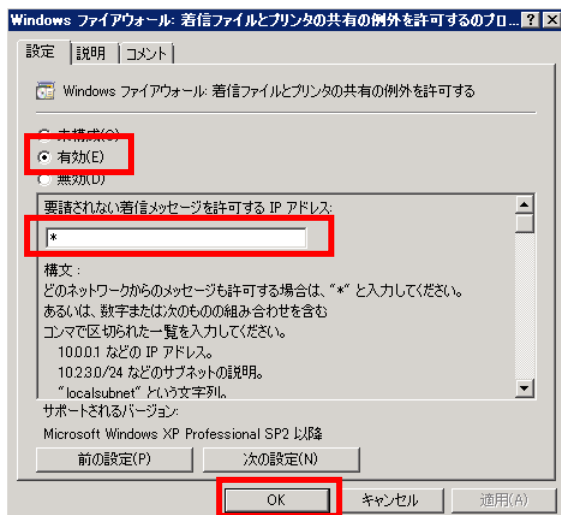 Windows ファイアウォール: 着信ファイルとプリンタの共有の例外を許可するのプロ...
設定 説明 コメント
Windows ファイアウォール: 着信ファイルとプリンタの共有の例外を許可する
未構成(C)
有効(E)
無効(D)
要請されない着信メッセージを許可する IP アドレス:
*
構文:
どのネットワークからのメッセージも許可する場合は、"*" と入力してください。
あるいは、数字または次のものの組み合わせを含む
コンマで区切られた一覧を入力してください。
10.0.0.1 などの IP アドレス。
10.2.3.0/24 などのサブネットの説明。
"localsubnet" という文字列。
サポートされるバージョン:
Microsoft Windows XP Professional SP2 以降
前の設定(P) 次の設定(N)
OK キャンセル 適用(A)